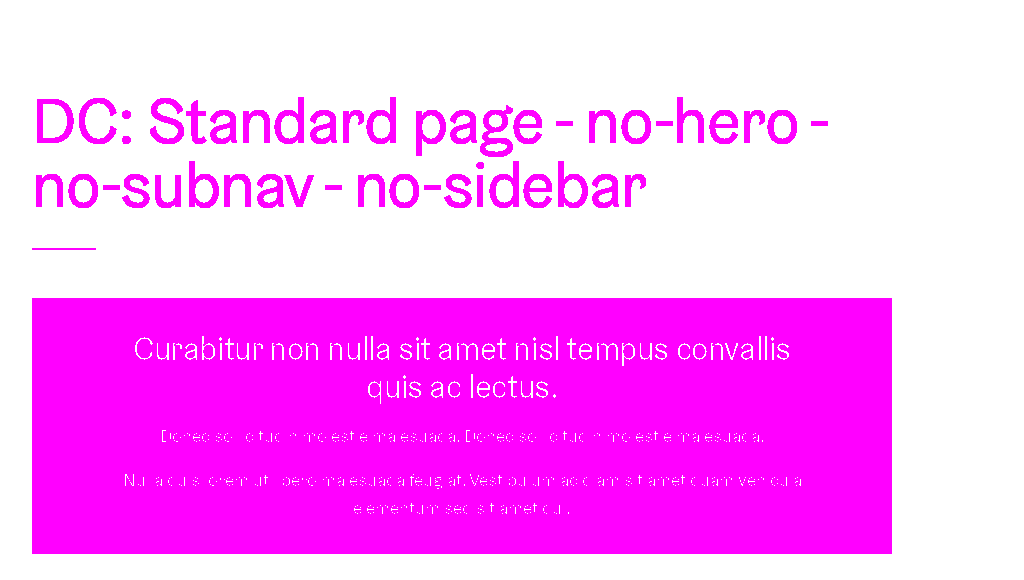 DC: Standard page - no-hero -
no-subnav - no-sidebar
Curabitur non nulla sit amet nisl tempus convallis
quis ac lectus.
Donec sollicitudin molestie malesuada. Donec sollicitudin molestie malesuada.
Nulla quis lorem ut libero malesuada feugiat. Vestibulum ac diam sit amet quam vehicula
elementum sed sit amet dui.